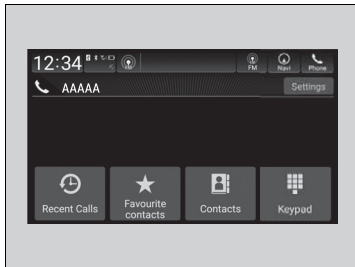 12:34
FM Navi Phone
AAAAA
Settings
Recent Calls
Favourite
contacts
Contacts
Keypad